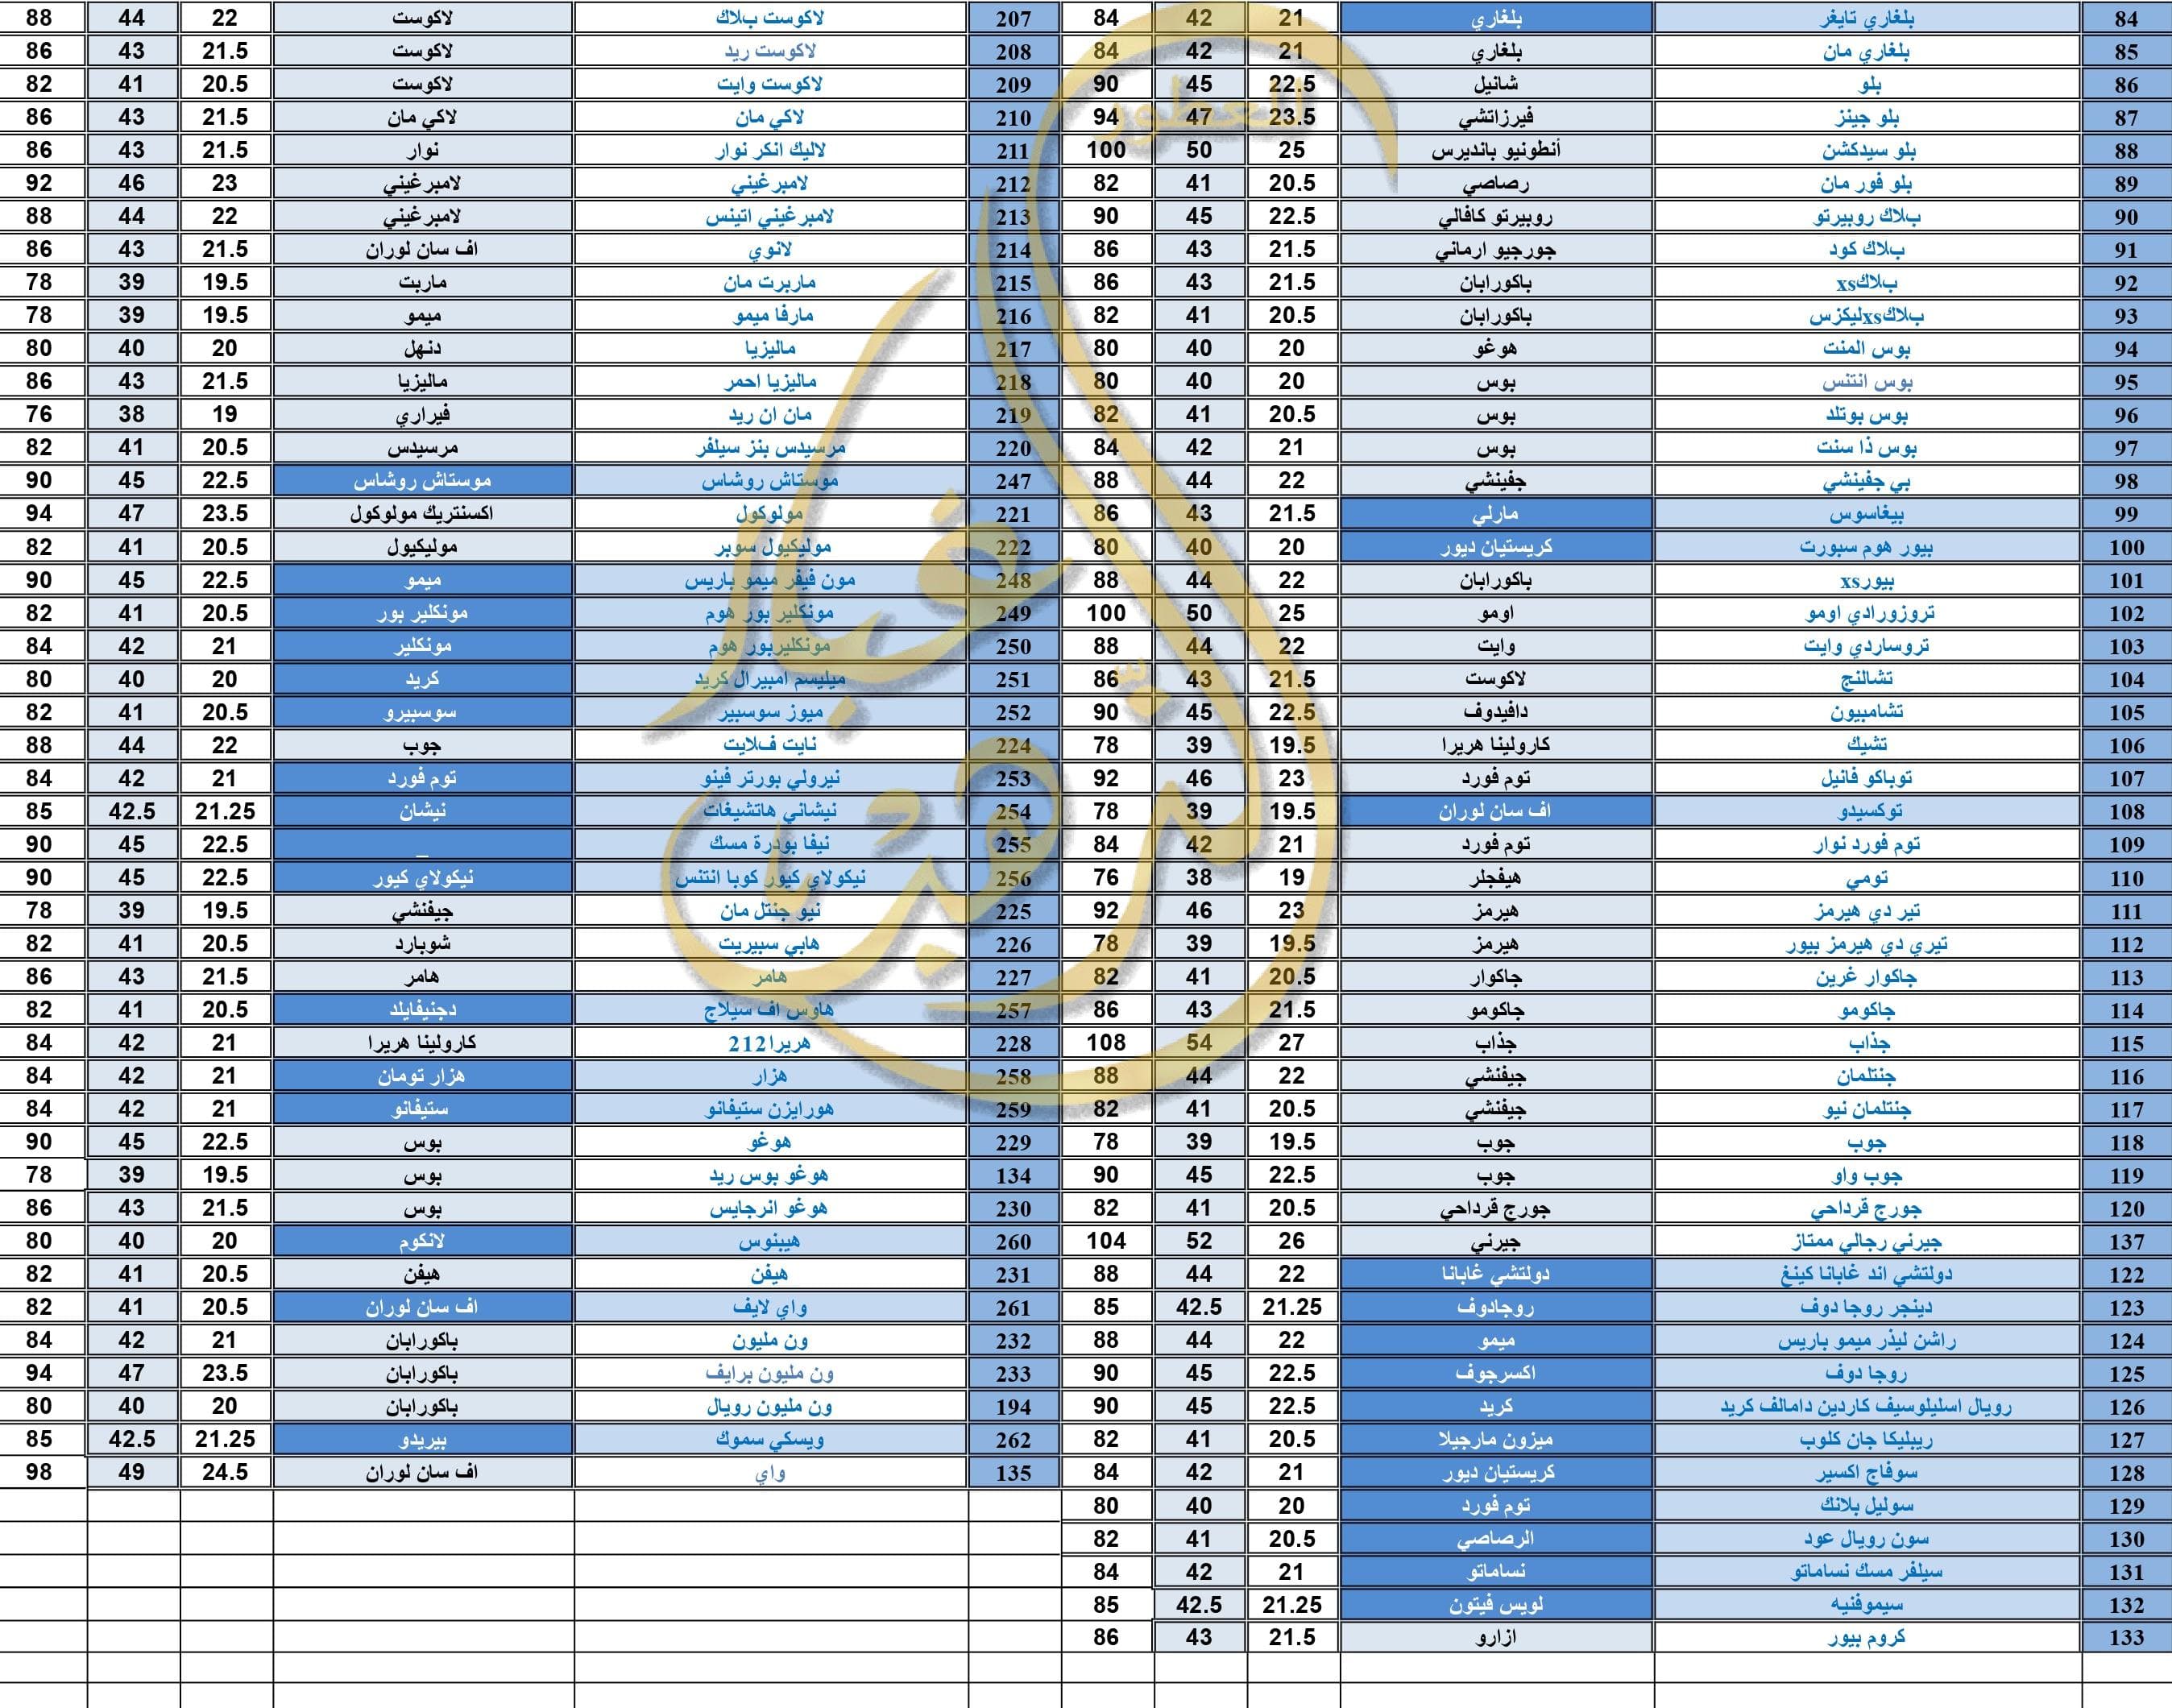 84 بلغاري تايغر بلغاري 21 42 84
85 بلغاري مان بلغاري 21 42 84
86 بلو شانيل 22.5 45 90
87 بلو جينز فيرزاتشي 23.5 47 94
88 بلو سيدكشن أنطونيو بانديرس 25 50 100
89 بلو فور مان رصاصي 20.5 41 82
90 بلاك روبيرتو روبيرتو كافالي 22.5 45 90
91 بلاك كود جورجيو ارماني 21.5 43 86
92 بلاكxs باكورابان 21.5 43 86
93 بلاكxsليكزس باكورابان 20.5 41 82
94 بوس المنت هوغو 20 40 80
95 بوس انتنس بوس 20 40 80
96 بوس بوتلد بوس 20.5 41 82
97 بوس ذا سنت بوس 21 42 84
98 بي جفينشي جفينشي 22 44 88
99 بيغاسوس مارلي 21.5 43 86
100 بيور هوم سبورت كريستيان ديور 20 40 80
101 بيورxs باكورابان 22 44 88
102 تروزورادي اومو اومو 25 50 100
103 تروساردي وايت وايت 22 44 88
104 تشالنج لاكوست 21.5 43 86
105 تشامبيون دافيدوف 22.5 45 90
106 تشيك كارولينا هريرا 19.5 39 78
107 توباكو فانيل توم فورد 23 46 92
108 توكسيدو اف سان لوران 19.5 39 78
109 توم فورد نوار توم فورد 21 42 84
110 تومي هيفجلر 19 38 76
111 تير دي هيرمز هيرمز 23 46 92
112 تيري دي هيرمز بيور هيرمز 19.5 39 78
113 جاكوار غرين جاكوار 20.5 41 82
114 جاكومو جاكومو 21.5 43 86
115 جذاب جذاب 27 54 108
116 جنتلمان جيفنشي 22 44 88
117 جنتلمان نيو جيفنشي 20.5 41 82
118 جوب جوب 19.5 39 78
119 جوب واو جوب 22.5 45 90
120 جورج قرداحي جورج قرداحي 20.5 41 82
137 جيرني رجالي ممتاز جيرني 26 52 104
122 دولتشي اند غابانا كينغ دولتشي غابانا 22 44 88
123 دينجر روجا دوف روجادوف 21.25 42.5 85
124 راشن ليذر ميمو باريس ميمو 22 44 88
125 روجا دوف اكسرجوف 22.5 45 90
126 رويال اسليلوسيف كاردين دامالف كريد كريد 22.5 45 90
127 ريبليكا جان كلوب ميزون مارجيلا 20.5 41 82
128 سوفاج اكسير كريستيان ديور 21 42 84
129 سوليل بلانك توم فورد 20 40 80
130 سون رويال عود الرصاصي 20.5 41 82
131 سيلفر مسك نساماتو نساماتو 21 42 84
132 سيموفنيه لويس فيتون 21.25 42.5 85
133 كروم بيور ازارو 21.5 43 86
207 لاكوست بلاك لاكوست 22 44 88
208 لاكوست ريد لاكوست 21.5 43 86
209 لاكوست وايت لاكوست 20.5 41 82
210 لاكي مان لاكي مان 21.5 43 86
211 لاليك انكر نوار نوار 21.5 43 86
212 لامبرغيني لامبرغيني 23 46 92
213 لامبرغيني اتينس لامبرغيني 22 44 88
214 لانوي اف سان لوران 21.5 43 86
215 ماربرت مان ماربت 19.5 39 78
216 مارفا ميمو ميمو 19.5 39 78
217 ماليزيا دنهل 20 40 80
218 ماليزيا احمر ماليزيا 21.5 43 86
219 مان ان ريد فيراري 19 38 76
220 مرسيدس بنز سيلفر مرسيدس 20.5 41 82
247 موستاش روشاس موستاش روشاس 22.5 45 90
221 مولوكول اكسنتريك مولوكول 23.5 47 94
222 موليكيول سوبر موليكيول 20.5 41 82
248 مون فيفر ميمو باريس ميمو 22.5 45 90
249 مونكلير بور هوم مونكلير بور 20.5 41 82
250 مونكليربور هوم مونكلير 21 42 84
251 ميليسم امبيرال كريد كريد 20 40 80
252 ميوز سوسبير سوسبيرو 20.5 41 82
224 نايت فلايت جوب 22 44 88
253 نيرولي بورتر فينو توم فورد 21 42 84
254 نيشاني هاتشيغات نيشان 21.25 42.5 85
255 نيفا بودرة مسك _ 22.5 45 90
256 نيكولاي كيور كوبا انتنس نيكولاي كيور 22.5 45 90
225 نيو جنتل مان جيفنشي 19.5 39 78
226 هابي سبيريت شوبارد 20.5 41 82
227 هامر هامر 21.5 43 86
257 هاوس اف سيلاج دجنيفايلد 20.5 41 82
228 هريرا212 كارولينا هريرا 21 42 84
258 هزار هزار تومان 21 42 84
259 هورايزن ستيفانو ستيفانو 21 42 84
229 هوغو بوس 22.5 45 90
134 هوغو بوس ريد بوس 19.5 39 78
230 هوغو انرجايس بوس 21.5 43 86
260 هيبنوس لانكوم 20 40 80
231 هيفن هيفن 20.5 41 82
261 واي لايف اف سان لوران 20.5 41 82
232 ون مليون باكورابان 21 42 84
233 ون مليون برايف باكورابان 23.5 47 94
194 ون مليون رويال باكورابان 20 40 80
262 ويسكي سموك بيريدو 21.25 42.5 85
135 واي اف سان لوران 24.5 49 98
للعطور